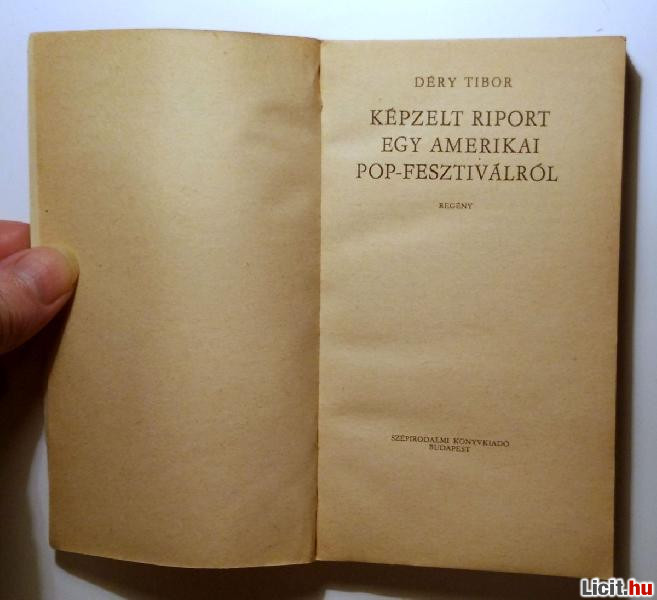 DÉRY TIBOR
KÉPZELT RIPORT
EGY AMERIKAI
POP-FESZTIVÁLRÓL
REGÉNY
SZÉPIRODALMI KÖNYVKIADÓ
BUDAPEST
Licit.hu